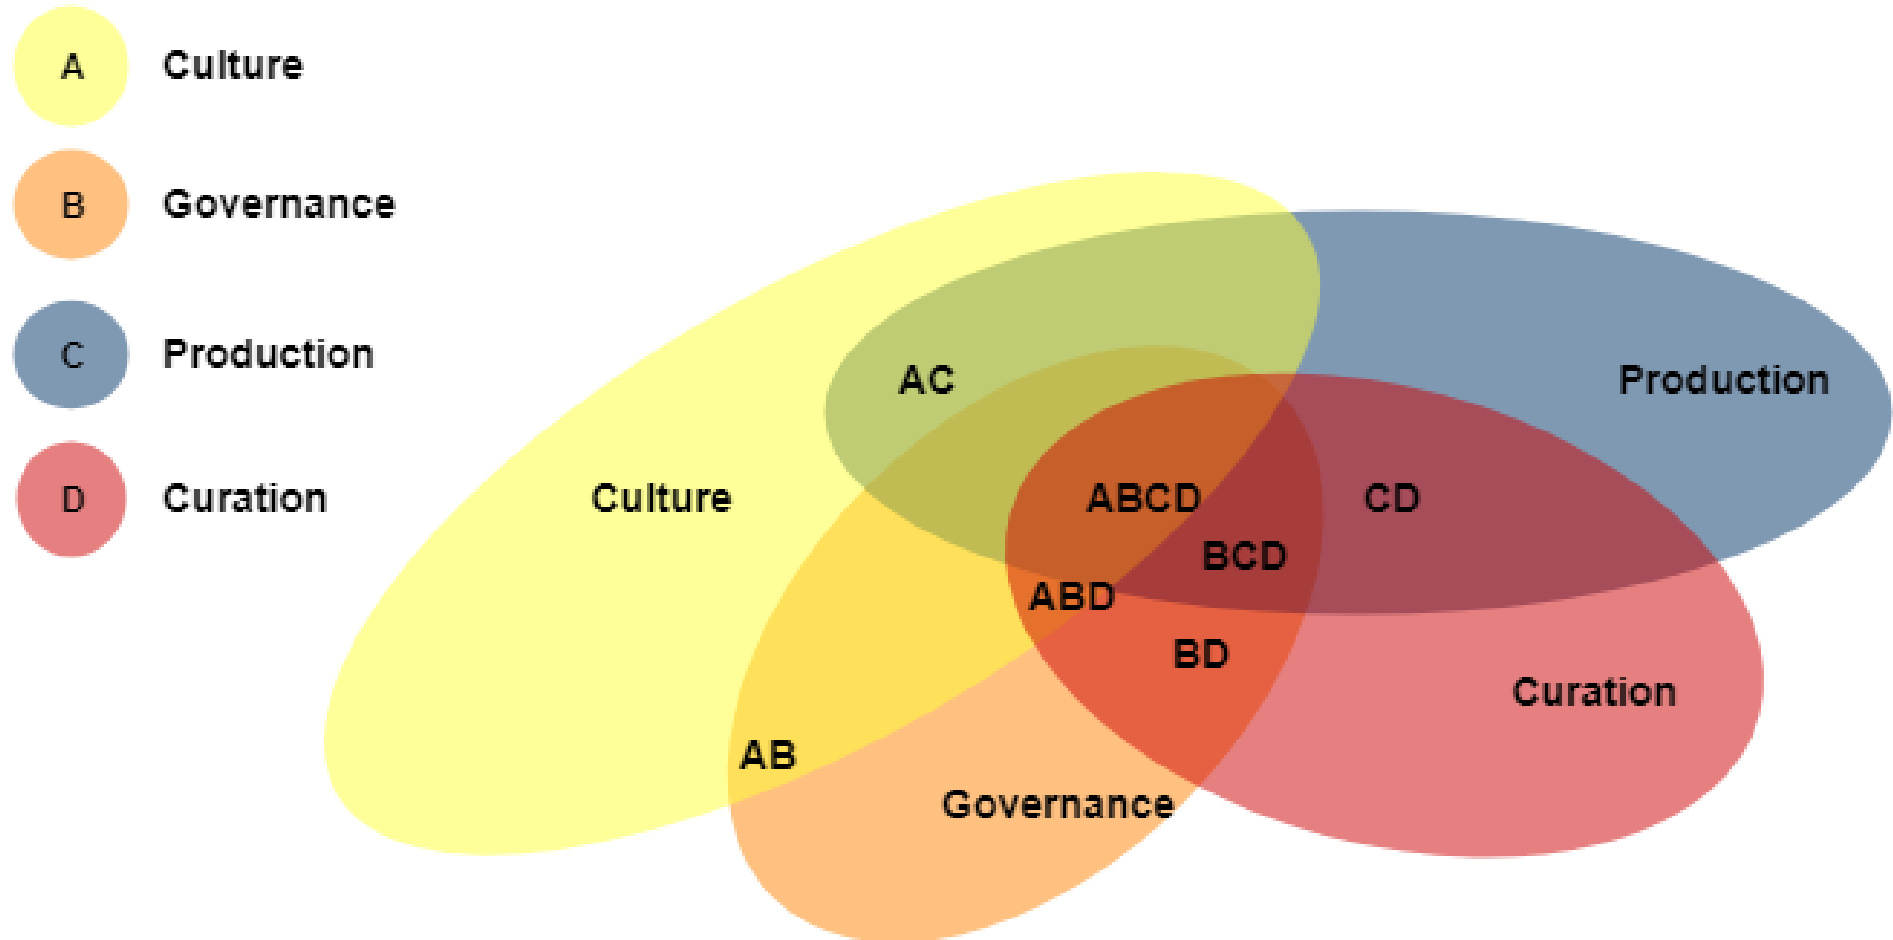 A Culture
B Governance
C Production
D Curation
AC
Production
Culture
ABCD
CD
BCD
ABD
BD
Curation
AB
Governance